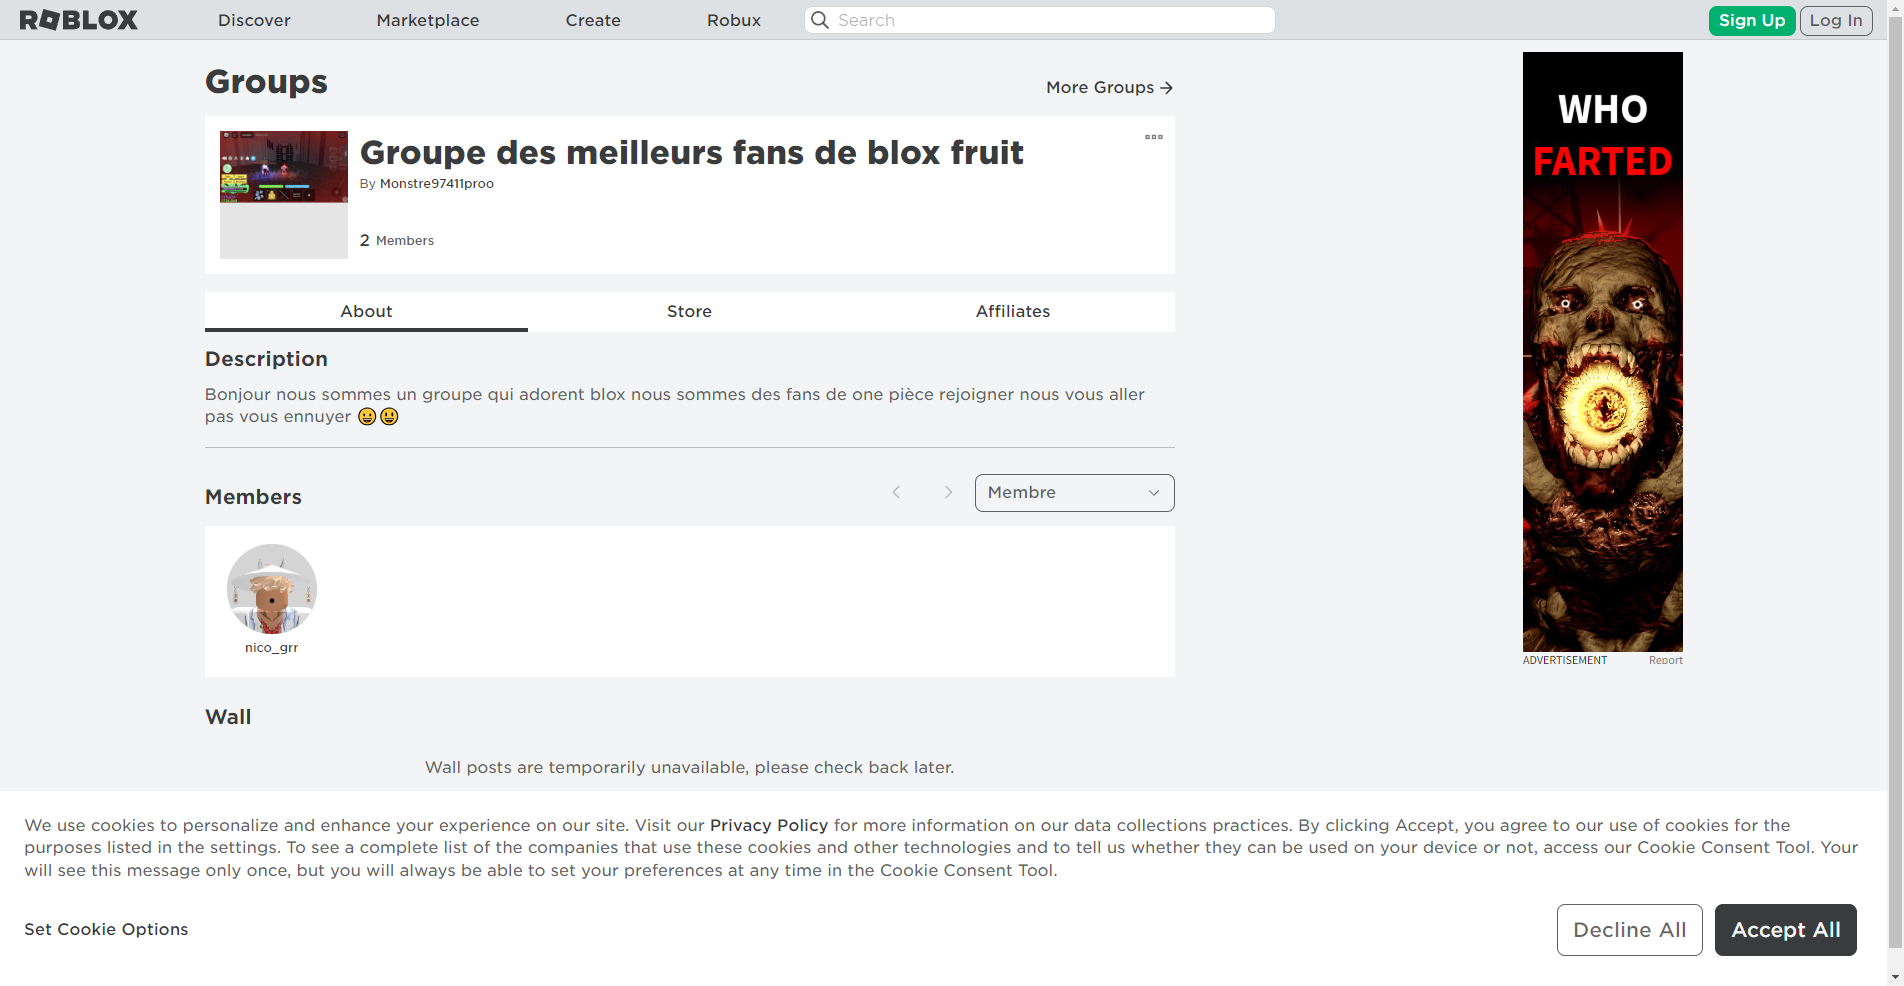 ROBLOX Discover Marketplace Create Robux Search Sign Up Log In
Groups
More Groups →
Groupe des meilleurs fans de blox fruit
By Monstre97411proo
2 Members
About Store Affiliates
Description
Bonjour nous sommes un groupe qui adorent blox nous sommes des fans de one pièce rejoigner nous vous aller
pas vous ennuyer 😀😃
Members
Membre
nico_grr
Wall
Wall posts are temporarily unavailable, please check back later.
WHO
FARTED
ADVERTISEMENT Report
We use cookies to personalize and enhance your experience on our site. Visit our Privacy Policy for more information on our data collections practices. By clicking Accept, you agree to our use of cookies for the
purposes listed in the settings. To see a complete list of the companies that use these cookies and other technologies and to tell us whether they can be used on your device or not, access our Cookie Consent Tool. Your
will see this message only once, but you will always be able to set your preferences at any time in the Cookie Consent Tool.
Set Cookie Options
Decline All Accept All